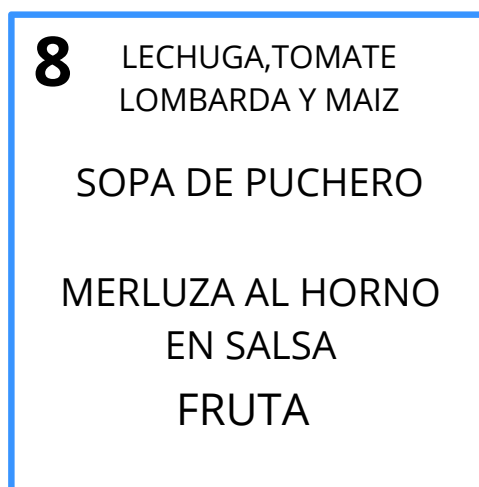 8
LECHUGA,TOMATE
LOMBARDA Y MAIZ
SOPA DE PUCHERO
MERLUZA AL HORNO
EN SALSA
FRUTA